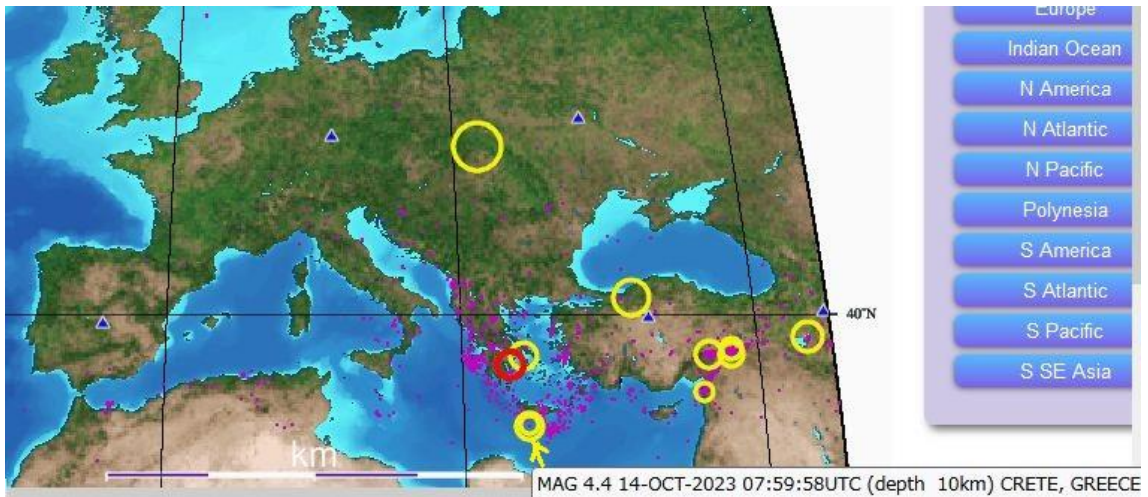 Europe
Indian Ocean
N America
N Atlantic
N Pacific
Polynesia
S America
S Atlantic
S Pacific
S SE Asia
40°N
km
MAG 4.4 14-OCT-2023 07:59:58UTC (depth 10km) CRETE, GREECE